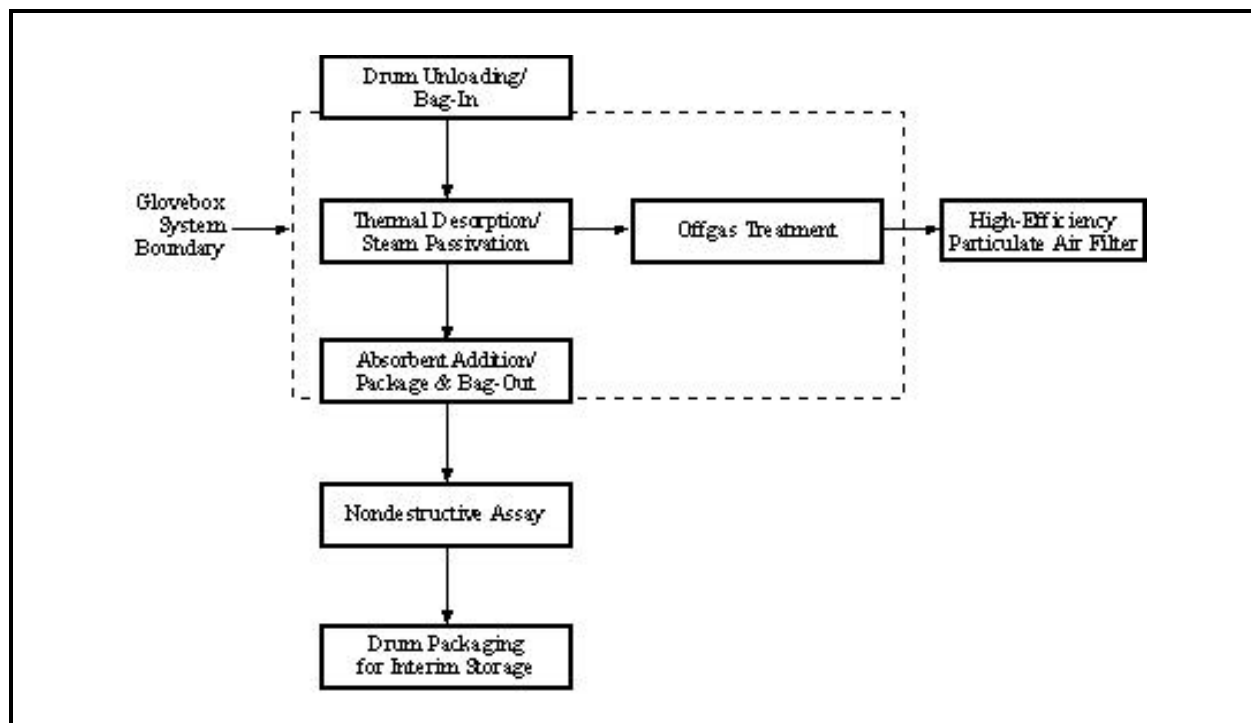 Drum Unloading/
Bag-In
Glovebox
System
Boundary
Thermal Desorption/
Steam Passivation
Offgas Treatment
High-Efficiency
Particulate Air Filter
Absorbent Addition/
Package & Bag-Out
Nondestructive Assay
Drum Packaging
for Interim Storage